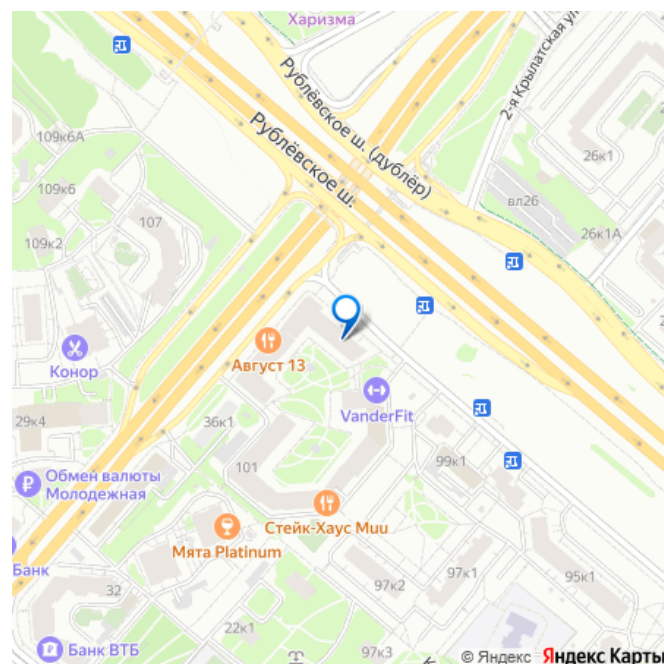 Харизма
Рублёвское ш. (дублёр)
Рублёвское ш.
2-я Крылатская ул
109к6А
26к1
109к6
вл26
107
26к1А
109к2
Август 13
Конор
VanderFit
29к4
36к1
101
99к1
Обмен валюты
Молодежная
Стейк-Хаус Muu
Мята Platinum
Банк
32
97к2
97к1
95к1
22к1
Банк ВТБ
97к3
© Яндекс Яндекс Карты